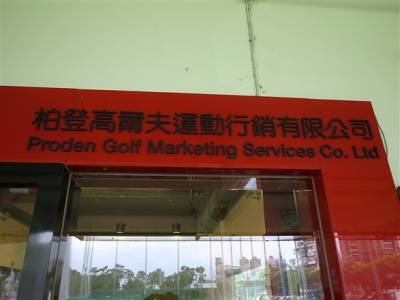 柏登高爾夫運動行銷有限公司
Proden Golf Marketing Services Co. Ltd